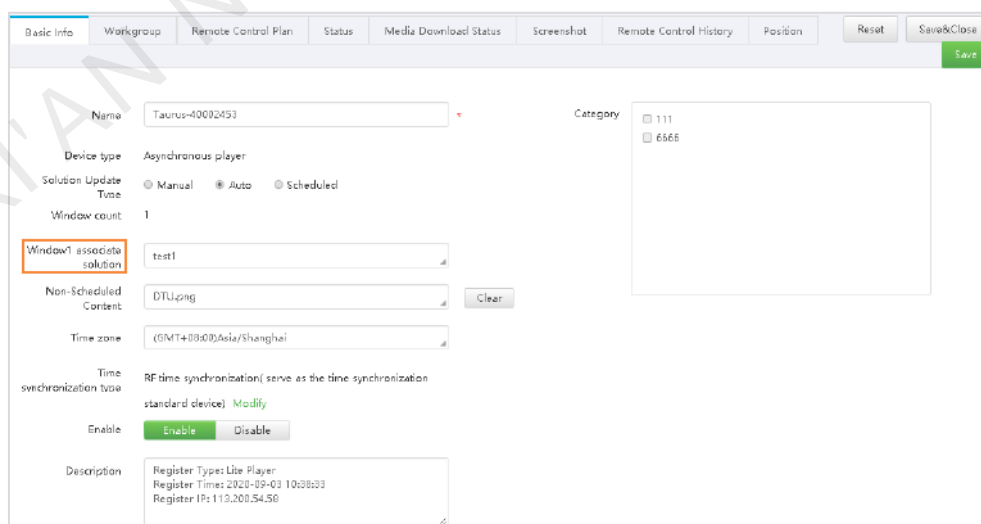 Basic Info Workgroup Remote Control Plan Status Media Download Status Screenshot Remote Control History Position Reset Save&Close
Save
Name Taurus-40002453 * Category 111
6666
Device type Asynchronous player
Solution Update
Type
Manual Auto Scheduled
Window count 1
Window1 associate
solution
test1
Non-Scheduled
Content
DTU.png Clear
Time zone (GMT+08:00)Asia/Shanghai
Time
synchronization type
RF time synchronization( serve as the time synchronization
standard device) Modify
Enable Enable Disable
Description Register Type: Lite Player
Register Time: 2020-09-03 10:38:33
Register IP: 113.200.54.58